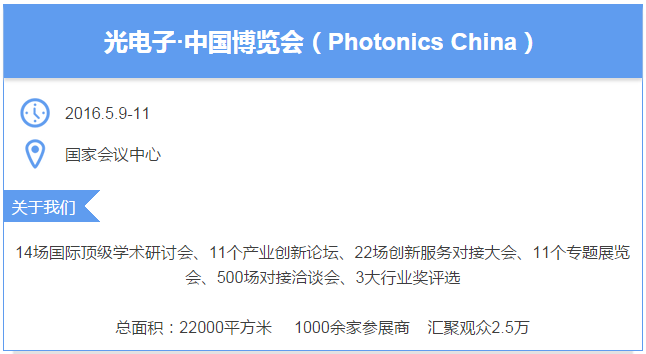 光电子·中国博览会（Photonics China）
2016.5.9-11
国家会议中心
关于我们
14场国际顶级学术研讨会、11个产业创新论坛、22场创新服务对接大会、11个专题展览
会、500场对接洽谈会、3大行业奖评选
总面积：22000平方米 1000余家参展商 汇聚观众2.5万